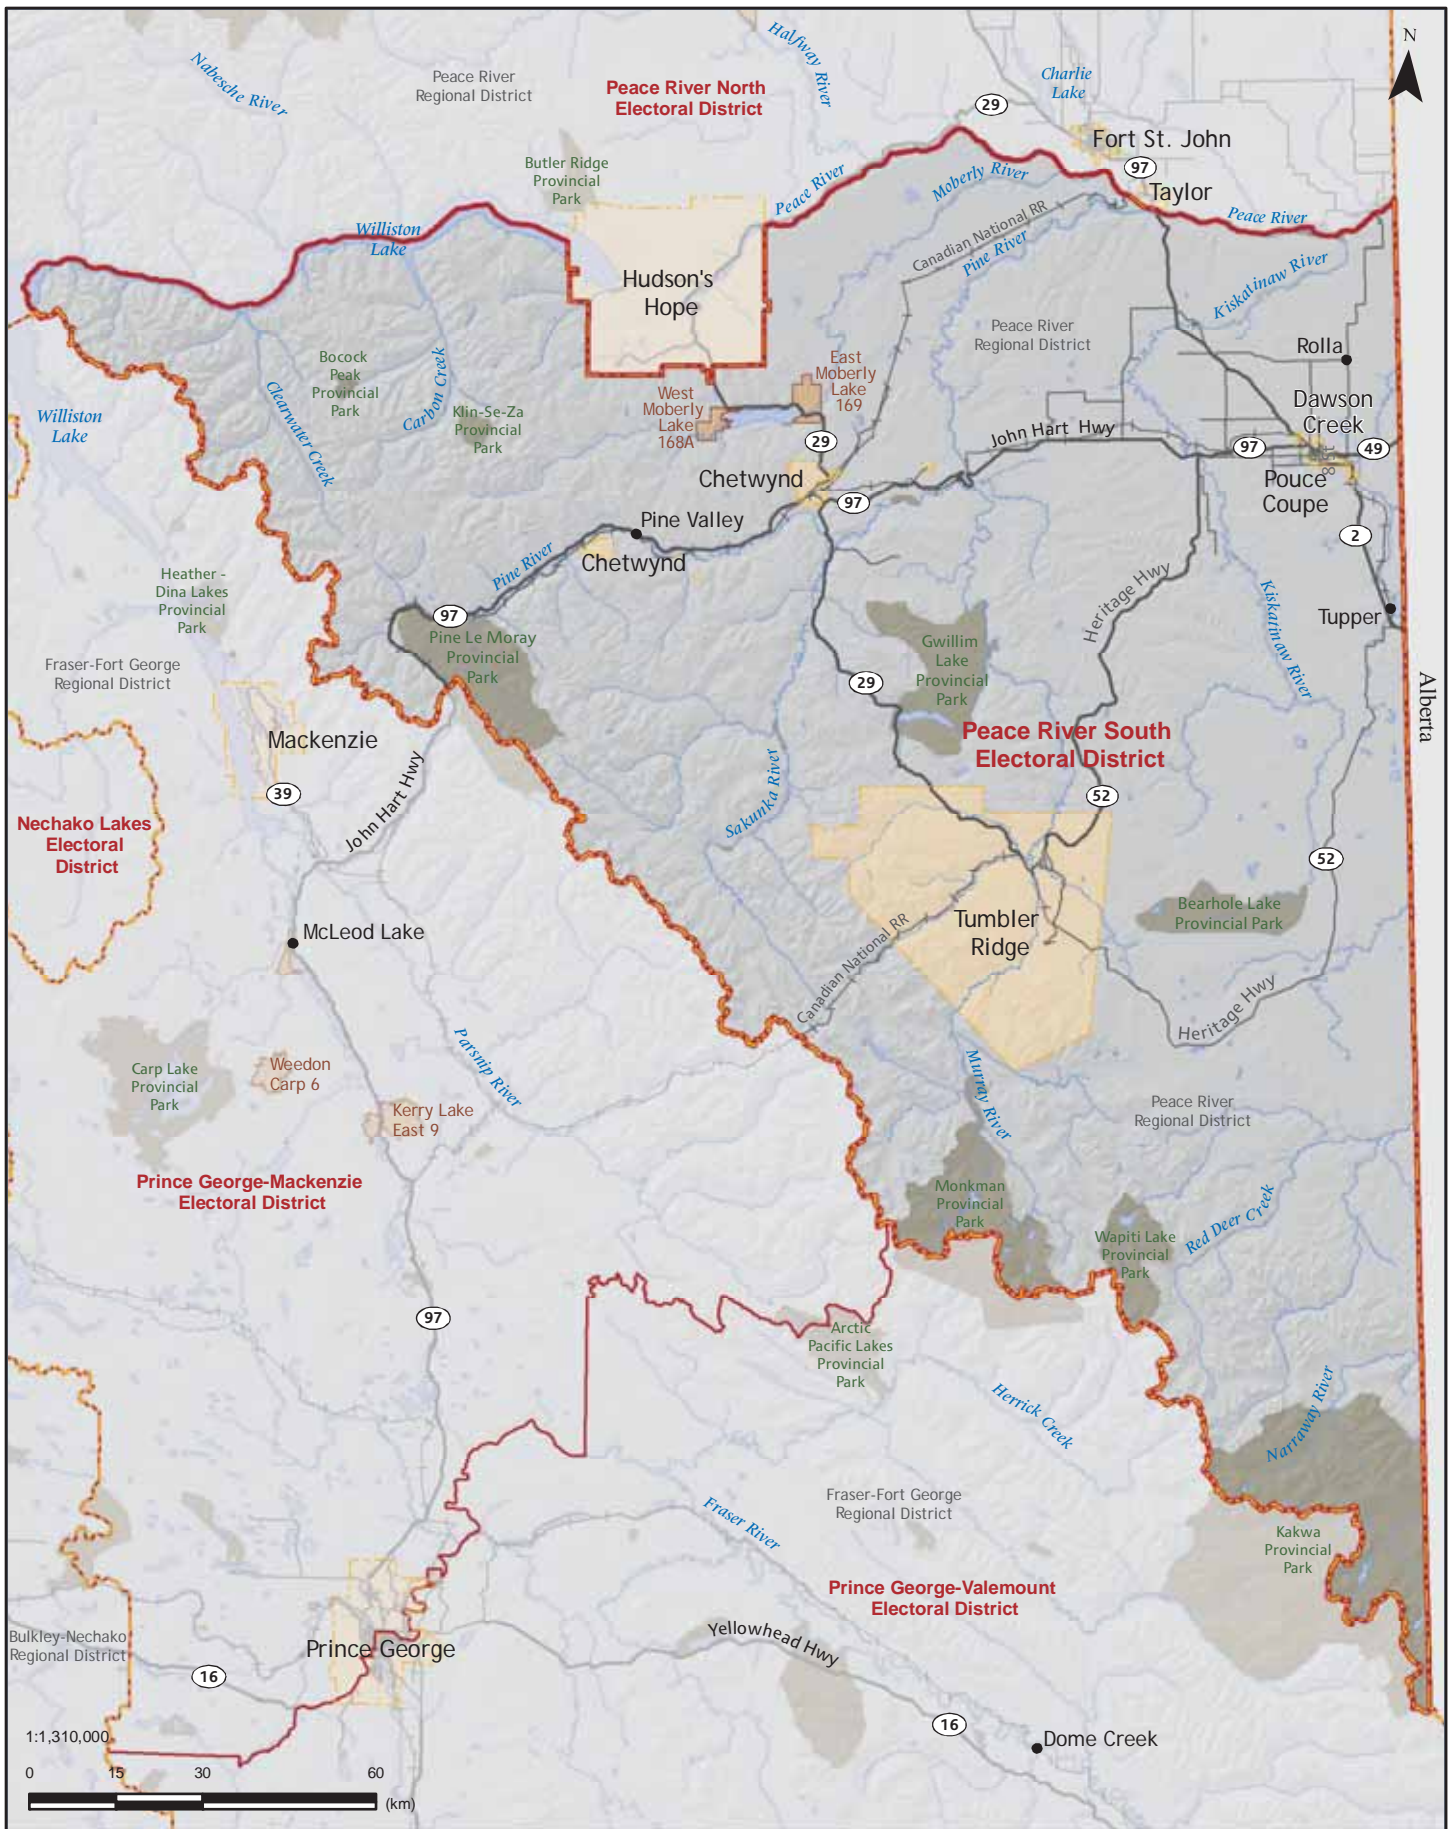 N
Halfway River
Nabesche River
Peace River
Regional District
Peace River North
Electoral District
Charlie
Lake
29
Fort St. John
97
Butler Ridge
Provincial
Park
Peace River
Moberly River
Taylor
Peace River
Williston
Lake
Canadian National RR
Pine River
Kiskatinaw River
Hudson's
Hope
Peace River
Regional District
Rolla
Bocock
Peak
Provincial
Park
Carbon Creek
East
Moberly
Lake
169
West
Moberly
Lake
168A
Dawson
Creek
Clearwater Creek
Williston
Lake
Klin-Se-Za
Provincial
Park
29
John Hart Hwy
97
49
Chetwynd
97
Pouce
Coupe
Pine Valley
2
Chetwynd
Pine River
Heather -
Dina Lakes
Provincial
Park
Heritage Hwy
Kiskatinaw River
97
Tupper
Pine Le Moray
Provincial
Park
Gwillim
Lake
Provincial
Park
Fraser-Fort George
Regional District
29
Alberta
Peace River South
Electoral District
Mackenzie
John Hart Hwy
Sakunka River
39
52
Nechako Lakes
Electoral
District
52
Bearhole Lake
Provincial Park
Tumbler
Ridge
McLeod Lake
Canadian National RR
Heritage Hwy
Parsnip River
Weedon
Carp 6
Carp Lake
Provincial
Park
Murray River
Kerry Lake
East 9
Peace River
Regional District
Prince George-Mackenzie
Electoral District
Monkman
Provincial
Park
Red Deer Creek
Wapiti Lake
Provincial
Park
97
Arctic
Pacific Lakes
Provincial
Park
Herrick Creek
Narraway River
Fraser-Fort George
Regional District
Fraser River
Kakwa
Provincial
Park
Prince George-Valemount
Electoral District
Bulkley-Nechako
Regional District
Yellowhead Hwy
Prince George
16
16
Dome Creek
1:1,310,000
0 15 30 60
(km)